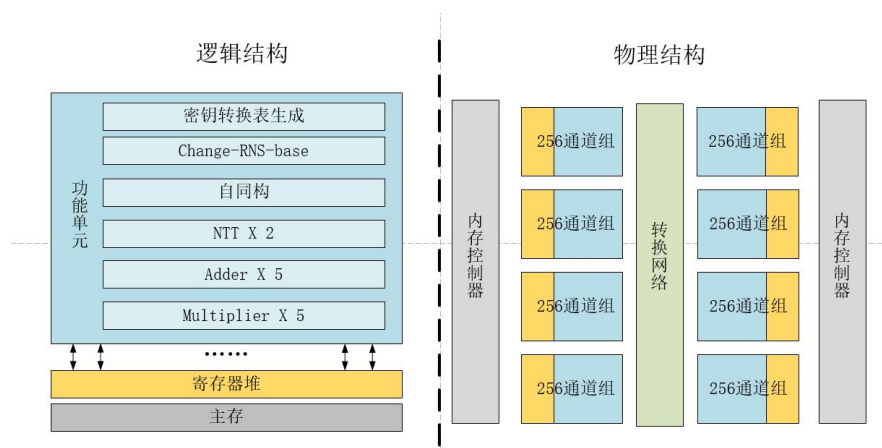 逻辑结构
功能单元
密钥转换表生成
Change-RNS-base
自同构
NTT X 2
Adder X 5
Multiplier X 5
......
寄存器堆
主存
物理结构
内存控制器
256通道组
256通道组
256通道组
256通道组
转换网络
256通道组
256通道组
256通道组
256通道组
内存控制器